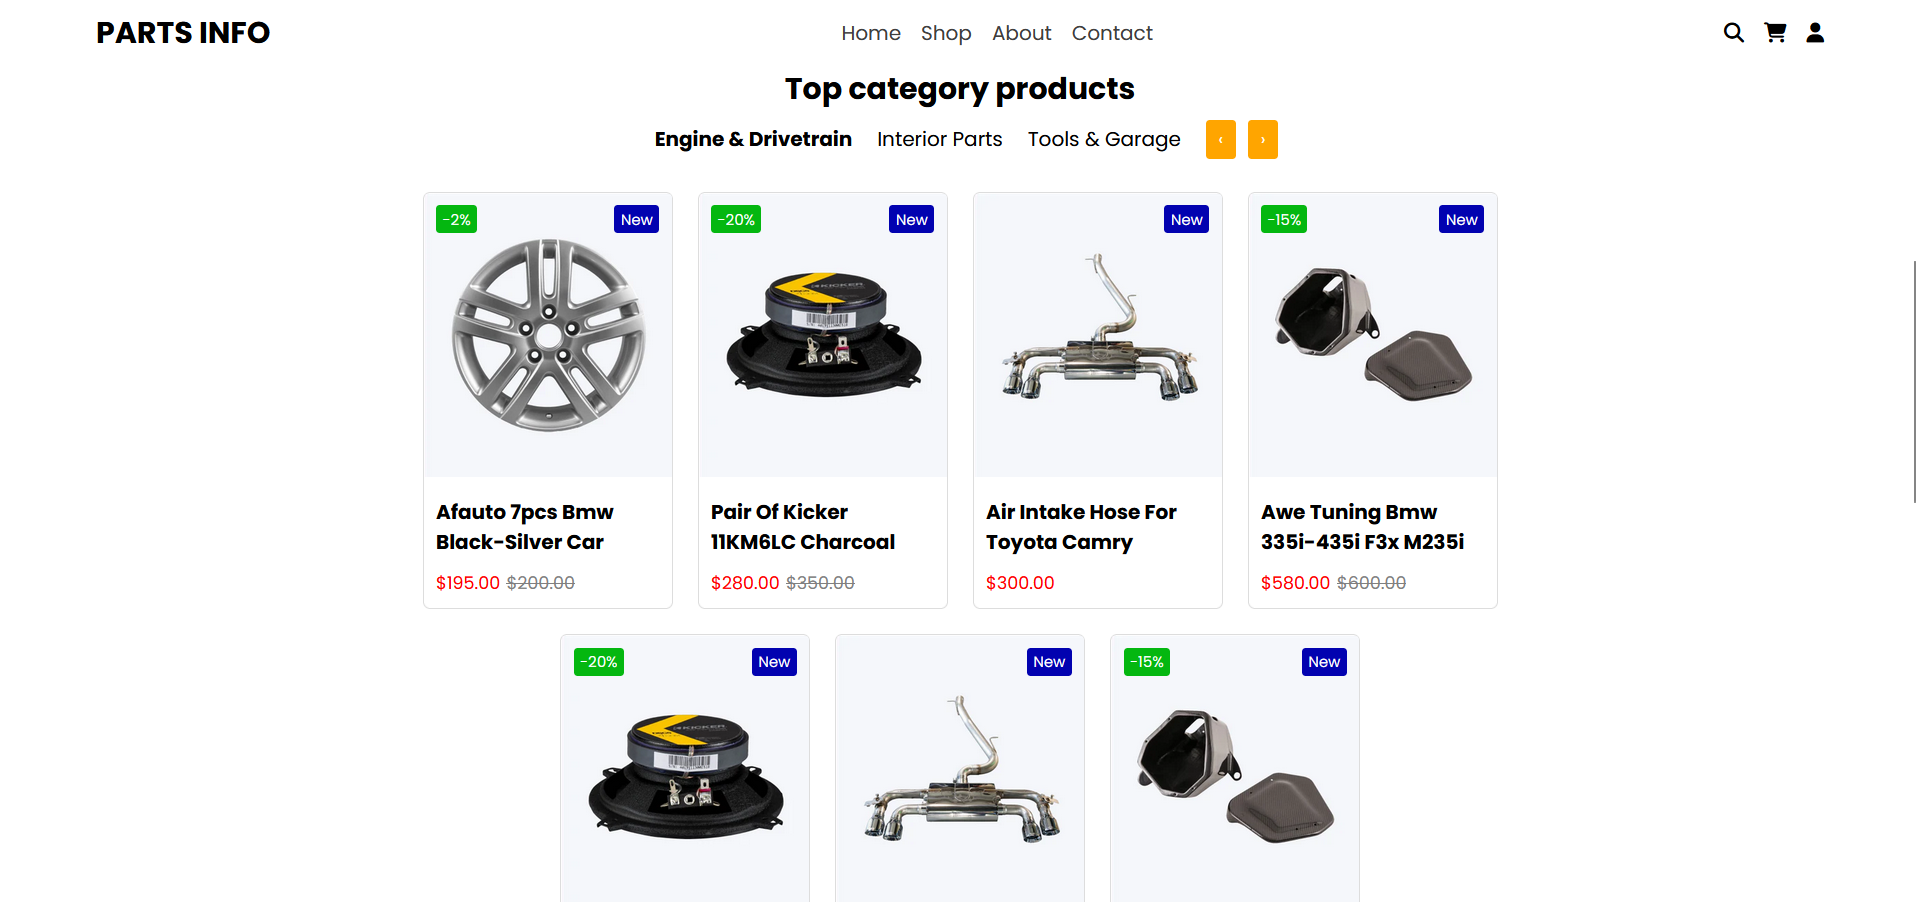 PARTS INFO
Home Shop About Contact
Top category products
Engine & Drivetrain Interior Parts Tools & Garage ‹ ›
-2% New
-20% New
New
-15% New
KICKER
Afauto 7pcs Bmw
Black-Silver Car
$195.00 $200.00
Pair Of Kicker
11KM6LC Charcoal
$280.00 $350.00
Air Intake Hose For
Toyota Camry
$300.00
Awe Tuning Bmw
335i-435i F3x M235i
$580.00 $600.00
-20% New
New
-15% New
KICKER